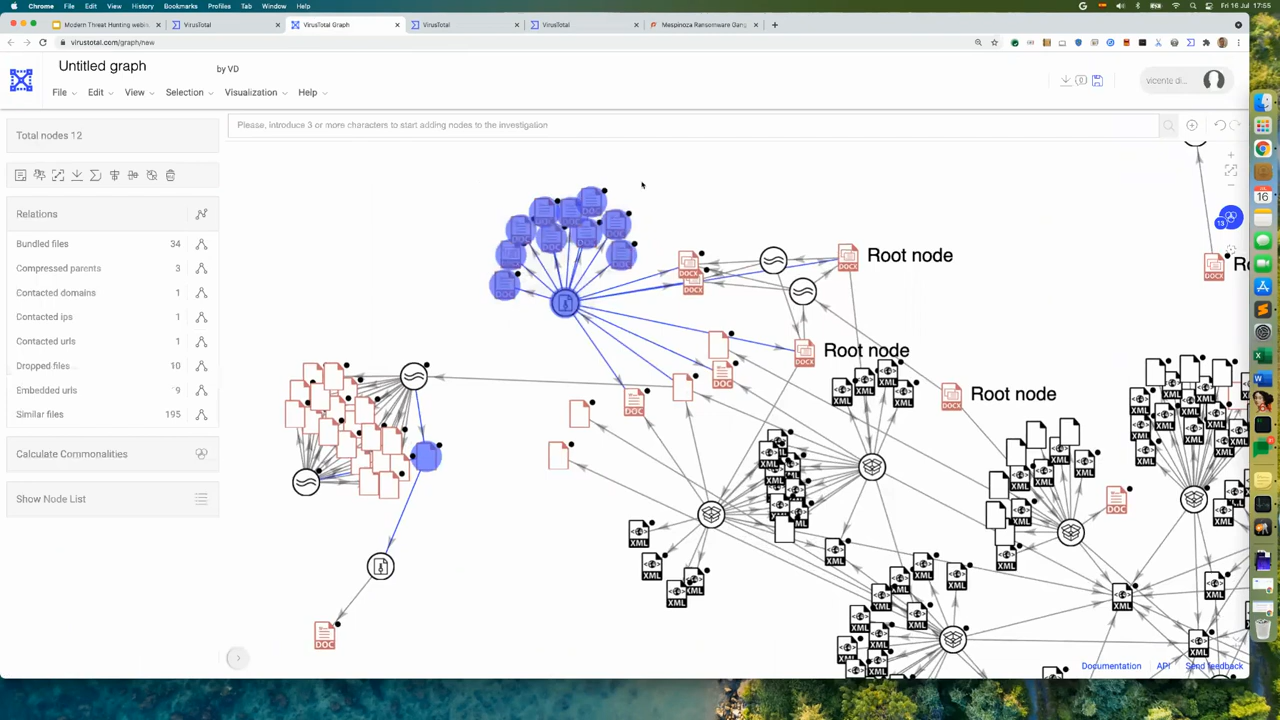 Chrome File Edit View History Bookmarks Profiles Tab Window Help Fri 16 Jul 17:55
Modern Threat Hunting webin
VirusTotal
VirusTotal Graph
VirusTotal
VirusTotal
Mespinoza Ransomware Gang
virustotal.com/graph/new
Untitled graph
by VD
File Edit View Selection Visualization Help
vicente di...
Total nodes 12
Please, introduce 3 or more characters to start adding nodes to the investigation
Relations
Bundled files 34
Compressed parents 3
Contacted domains 1
Contacted ips 1
Contacted urls 1
Dropped files 10
Embedded urls 9
Similar files 195
Calculate Commonalities
Show Node List
13
Root node
Root node
Root node
DOC
DOCX
XML
Documentation API Send feedback